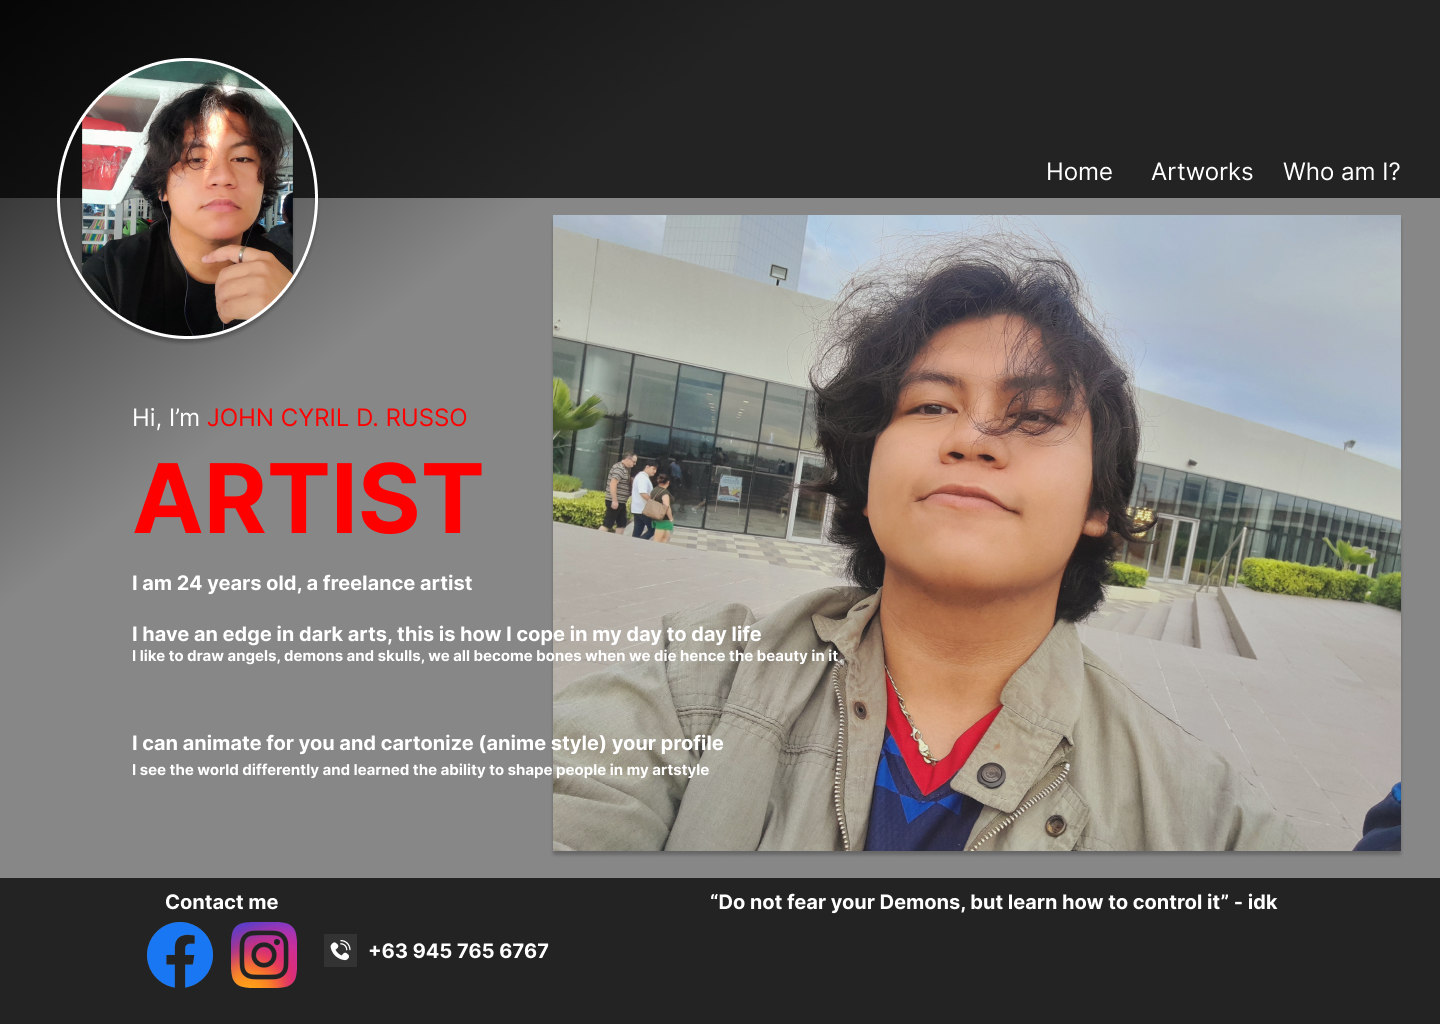 Home Artworks Who am I?
Hi, I’m JOHN CYRIL D. RUSSO
ARTIST
I am 24 years old, a freelance artist
I have an edge in dark arts, this is how I cope in my day to day life
I like to draw angels, demons and skulls, we all become bones when we die hence the beauty in it
I can animate for you and cartonize (anime style) your profile
I see the world differently and learned the ability to shape people in my artstyle
Contact me
“Do not fear your Demons, but learn how to control it” - idk
+63 945 765 6767